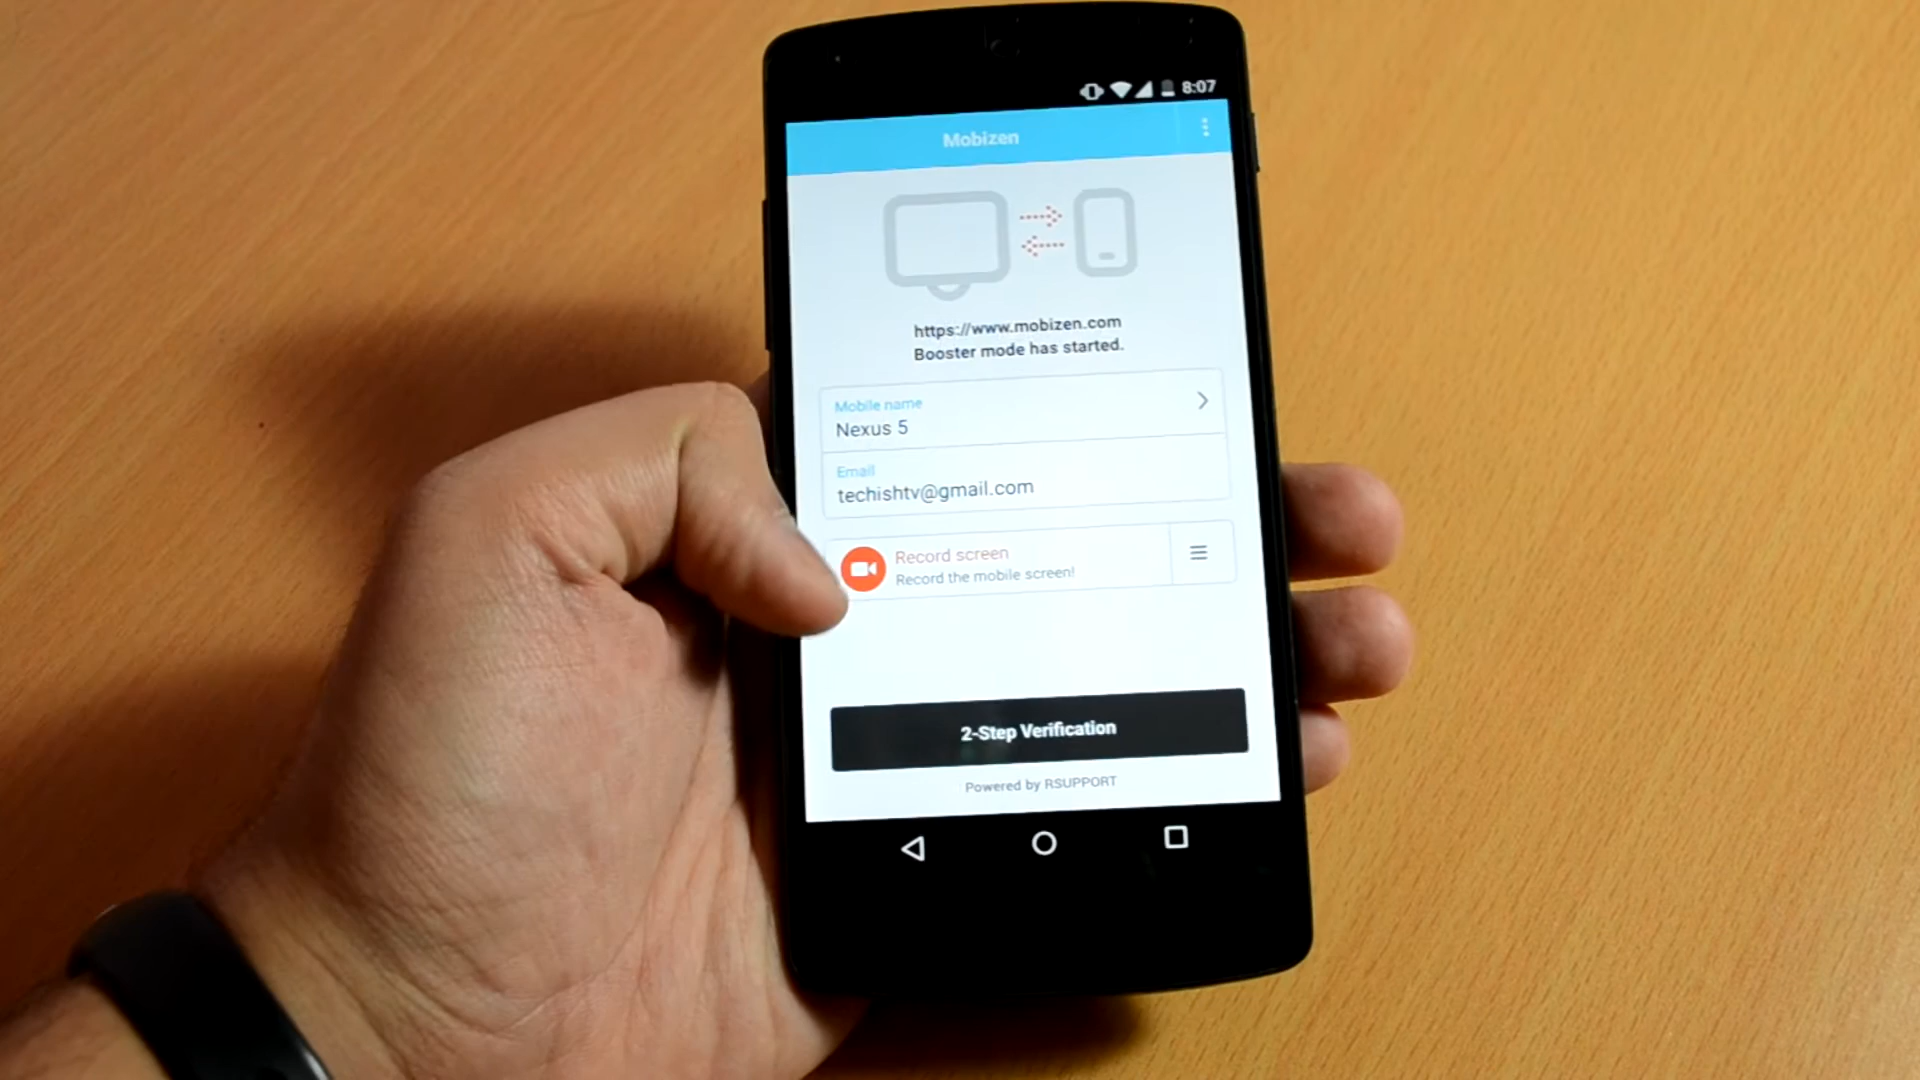 8:07
Mobizen
https://www.mobizen.com
Booster mode has started.
Mobile name
Nexus 5
Email
techishtv@gmail.com
Record screen
Record the mobile screen!
2-Step Verification
Powered by RSUPPORT